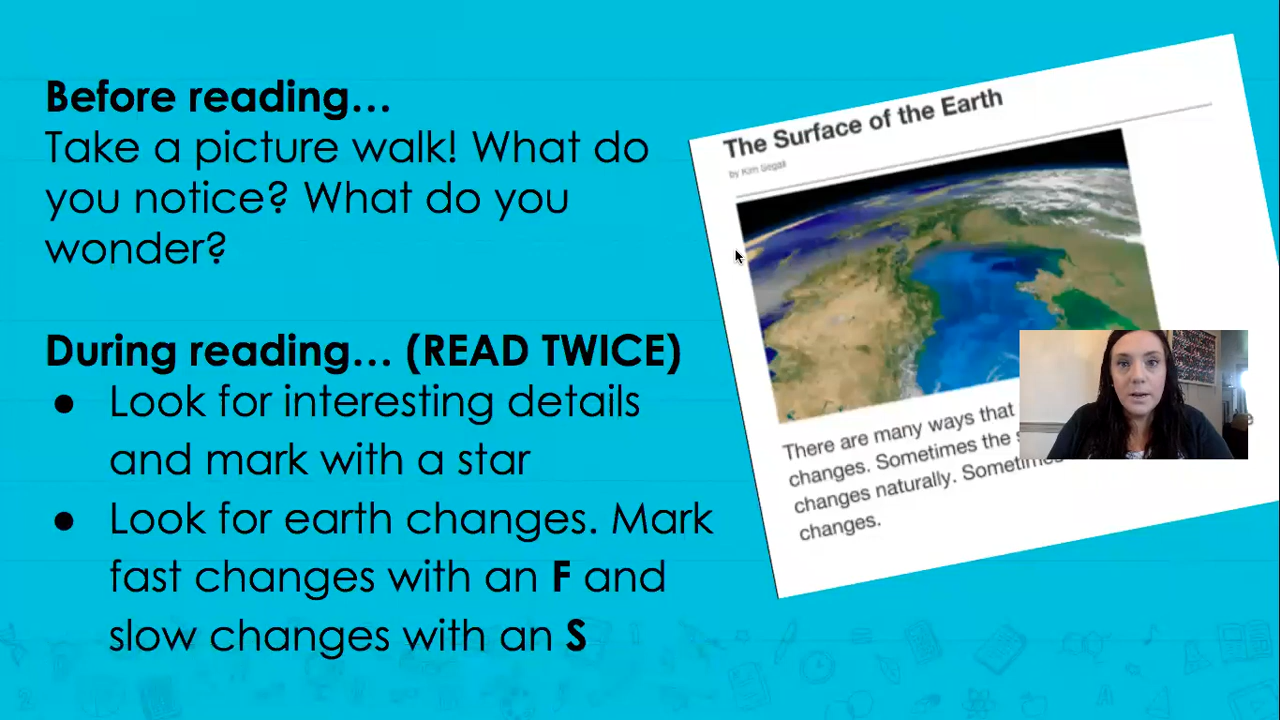 Before reading…
Take a picture walk! What do
you notice? What do you
wonder?
During reading… (READ TWICE)
● Look for interesting details
and mark with a star
● Look for earth changes. Mark
fast changes with an F and
slow changes with an S
The Surface of the Earth
by Kim Segall
There are many ways that
changes. Sometimes the
changes naturally. Sometimes
changes.